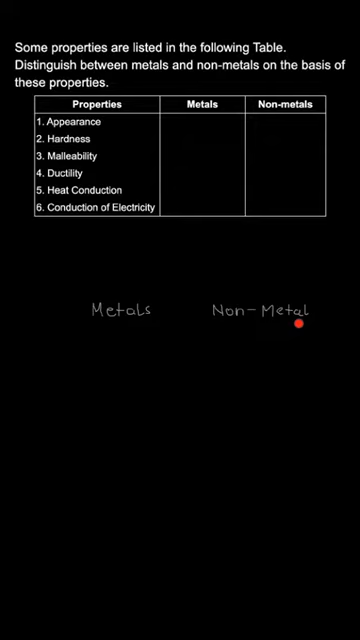 Some properties are listed in the following Table.
Distinguish between metals and non-metals on the basis of
these properties.
Properties Metals Non-metals
1. Appearance
2. Hardness
3. Malleability
4. Ductility
5. Heat Conduction
6. Conduction of Electricity
Metals Non-Metal